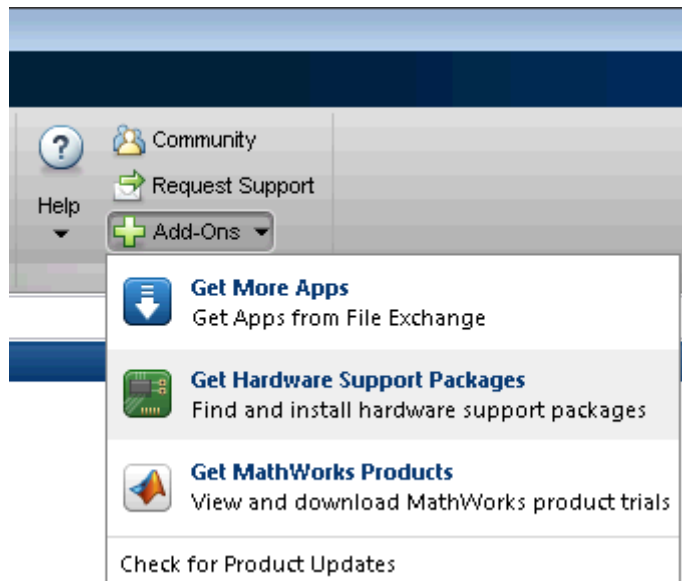 Community
Request Support
Help
Add-Ons
Get More Apps
Get Apps from File Exchange
Get Hardware Support Packages
Find and install hardware support packages
Get MathWorks Products
View and download MathWorks product trials
Check for Product Updates